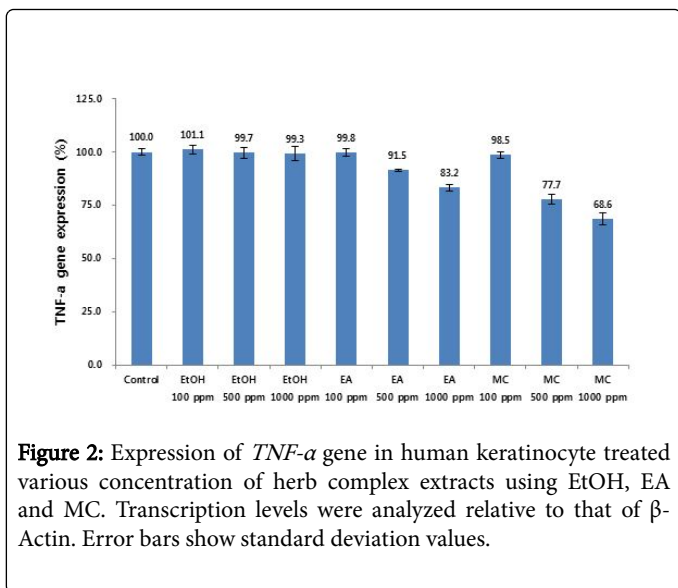 125.0
100.0
75.0
50.0
25.0
0.0
TNF-a gene expression (%)
100.0 101.1 99.7 99.3 99.8 91.5 83.2 98.5 77.7 68.6
Control EtOH EtOH EtOH EA EA EA MC MC MC
100 ppm 500 ppm 1000 ppm 100 ppm 500 ppm 1000 ppm 100 ppm 500 ppm 1000 ppm
Figure 2: Expression of TNF-α gene in human keratinocyte treated
various concentration of herb complex extracts using EtOH, EA
and MC. Transcription levels were analyzed relative to that of β-
Actin. Error bars show standard deviation values.